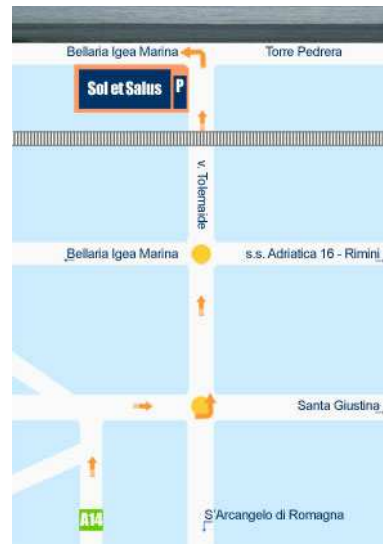 Bellaria Igea Marina
Torre Pedrera
Sol et Salus
P
v. Tolemaide
Bellaria Igea Marina
s.s. Adriatica 16 - Rimini
Santa Giustina
A14
S'Arcangelo di Romagna